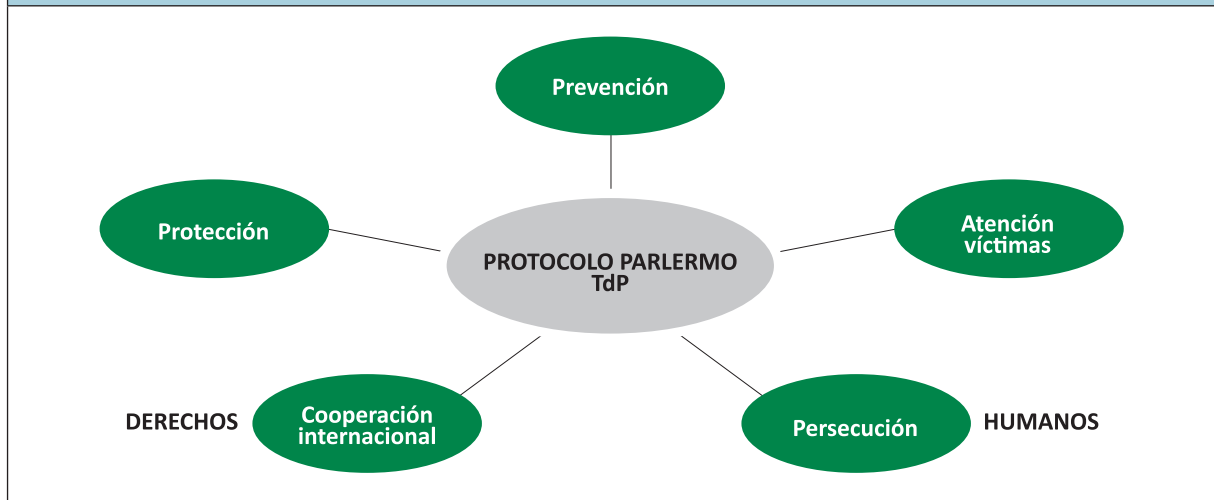 Prevención
Protección
Atención
víctimas
PROTOCOLO PARLERMO
TdP
DERECHOS
Cooperación
internacional
Persecución
HUMANOS